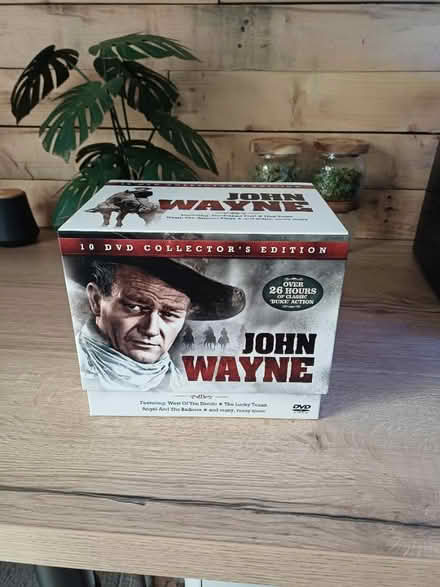 JOHN
WAYNE
10 DVD COLLECTOR'S EDITION
OVER
26 HOURS
OF CLASSIC
'DUKE' ACTION
JOHN
WAYNE
Featuring: West Of The Divide ★ The Lucky Texan
Angel And The Badman ★ and many, many more
DVD